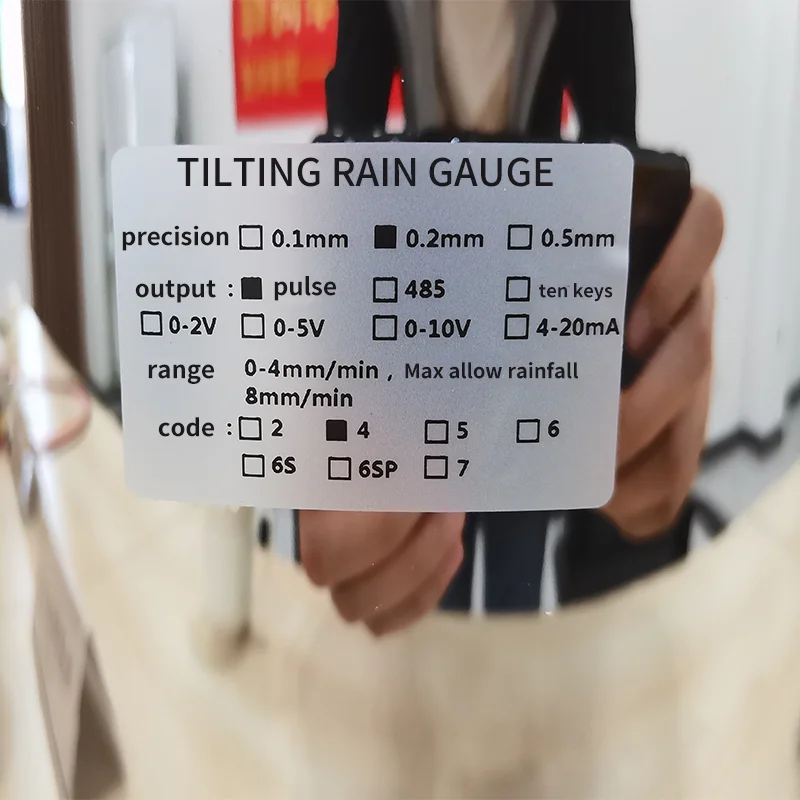 TILTING RAIN GAUGE
precision □ 0.1mm ■ 0.2mm □ 0.5mm
output : ■ pulse □ 485 □ ten keys
□ 0-2V □ 0-5V □ 0-10V □ 4-20mA
range 0-4mm/min , Max allow rainfall
8mm/min
code : □ 2 ■ 4 □ 5 □ 6
□ 6S □ 6SP □ 7